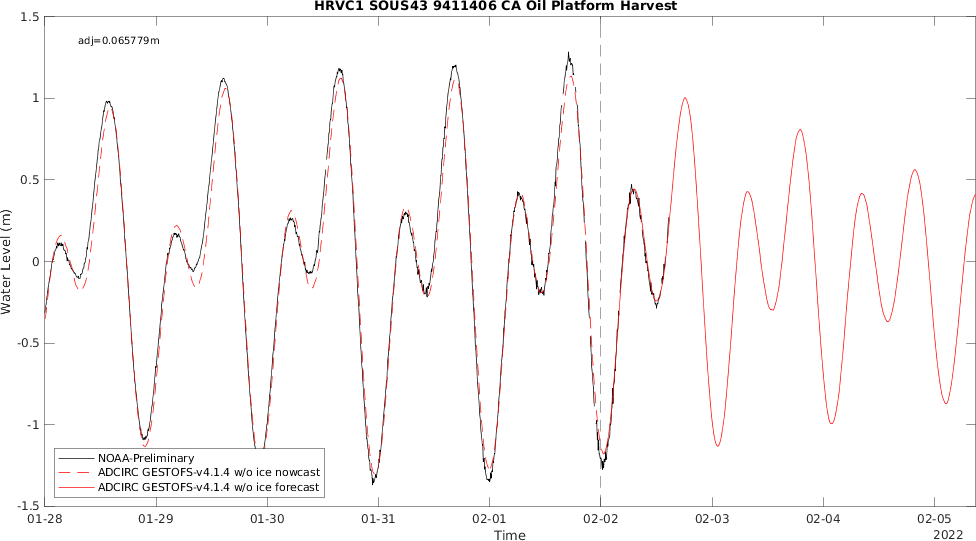 HRVC1 SOUS43 9411406 CA Oil Platform Harvest
1.5
adj=0.065779m
1
0.5
0
-0.5
-1
-1.5
Water Level (m)
NOAA-Preliminary
ADCIRC GESTOFS-v4.1.4 w/o ice nowcast
ADCIRC GESTOFS-v4.1.4 w/o ice forecast
01-28 01-29 01-30 01-31 02-01 02-02 02-03 02-04 02-05
Time
2022